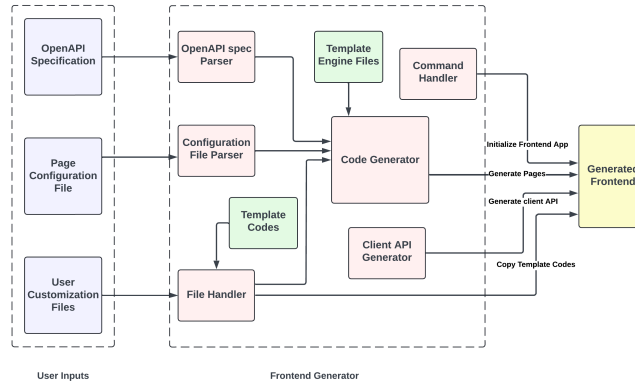 OpenAPI
Specification
OpenAPI spec
Parser
Template
Engine Files
Command
Handler
Page
Configuration
File
Configuration
File Parser
Code Generator
Initialize Frontend App
Generate Pages
Generate client API
Copy Template Codes
Generated
Frontend
Template
Codes
Client API
Generator
User
Customization
Files
File Handler
User Inputs
Frontend Generator